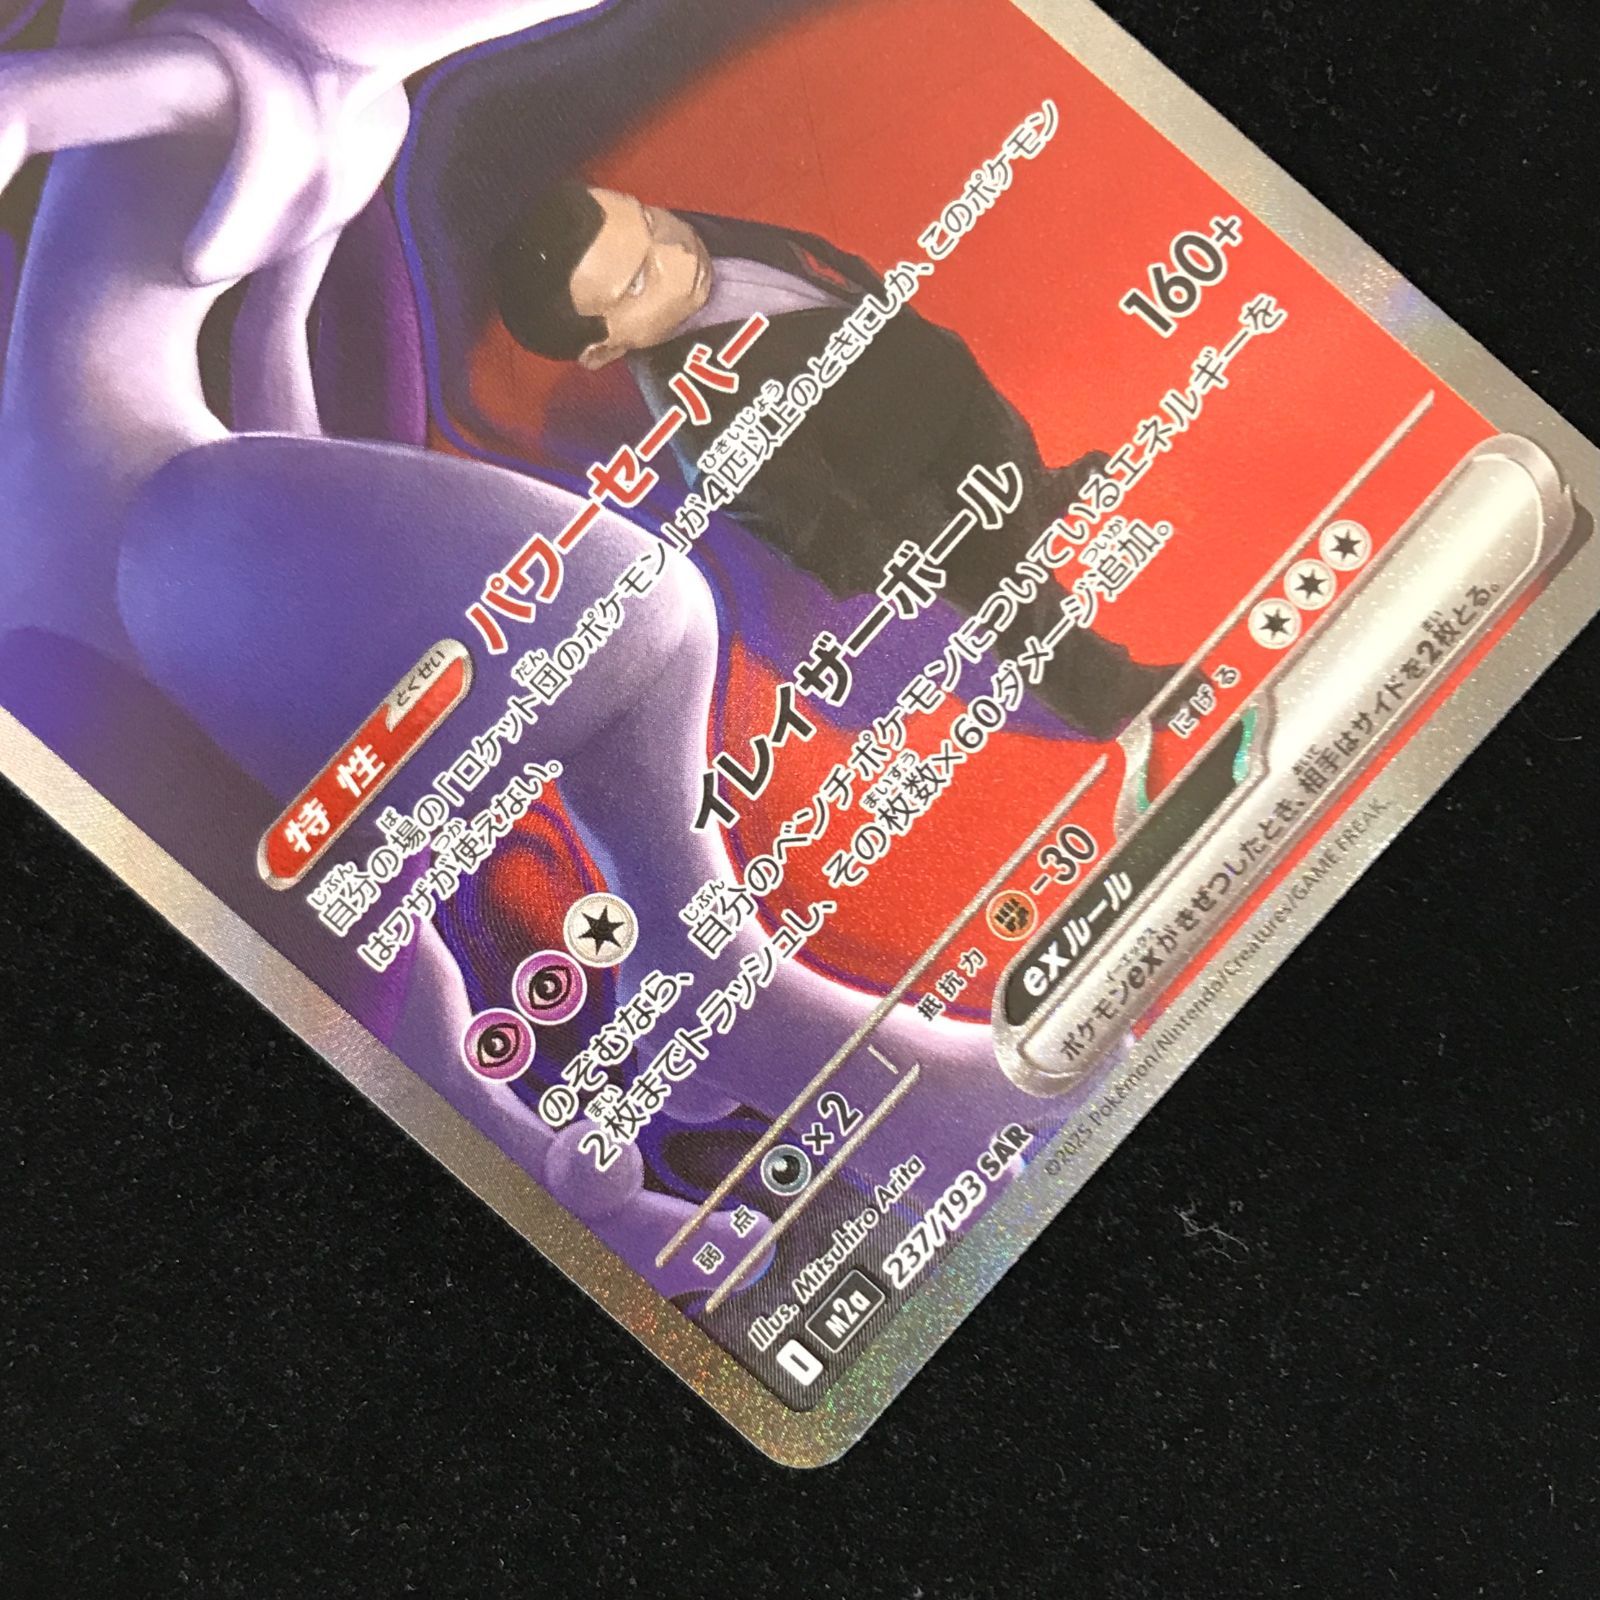 特性
とくせい
パワーセーバー
自分の場の「ロケット団のポケモン」が4匹以上のときにしか、このポケモン
はワザが使えない。
イレイザーボール 160+
のぞむなら、自分のベンチポケモンについているエネルギーを
2枚までトラッシュし、その枚数×60ダメージ追加。
弱点 ×2
抵抗力 -30
にげる
exルール
ポケモンexがきぜつしたとき、相手はサイドを2枚とる。
Illus. Mitsuhiro Arita
I M2a 237/193 SAR
©2025 Pokémon/Nintendo/Creatures/GAME FREAK.